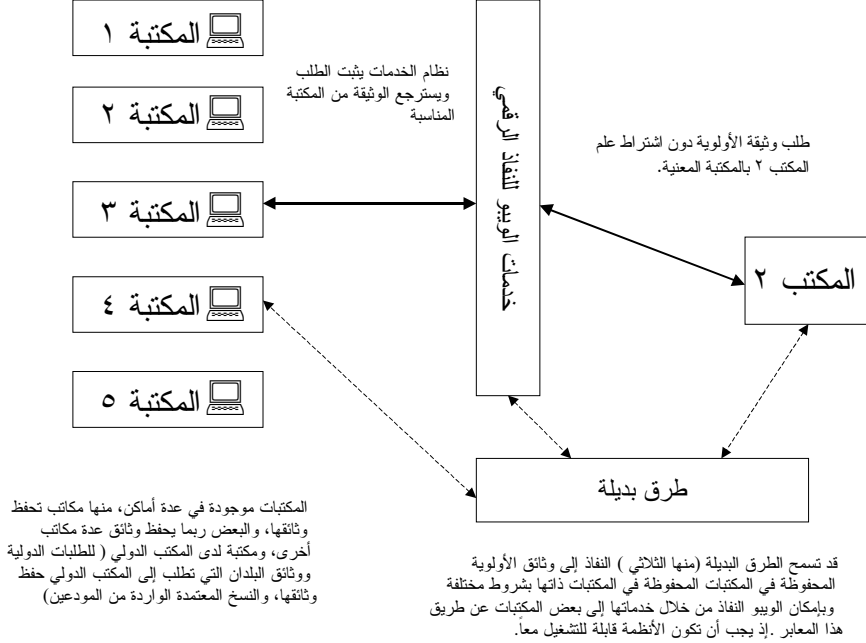 المكتبة ١
المكتبة ٢
المكتبة ٣
المكتبة ٤
المكتبة ٥
نظام الخدمات يثبت الطلب
ويسترجع الوثيقة من المكتبة
المناسبة
خدمات الويبو للنفاذ الرقمي
طلب وثيقة الأولوية دون اشتراط علم
المكتب ٢ بالمكتبة المعنية.
المكتب ٢
طرق بديلة
المكتبات موجودة في عدة أماكن، منها مكاتب تحفظ
وثائقها، والبعض ربما يحفظ وثائق عدة مكاتب
أخرى، ومكتبة لدى المكتب الدولي ( للطلبات الدولية
ووثائق البلدان التي تطلب إلى المكتب الدولي حفظ
وثائقها، والنسخ المعتمدة الواردة من المودعين)
قد تسمح الطرق البديلة (منها الثلاثي ) النفاذ إلى وثائق الأولوية
المحفوظة في المكتبات المحفوظة في المكتبات ذاتها بشروط مختلفة
وبإمكان الويبو النفاذ من خلال خدماتها إلى بعض المكتبات عن طريق
هذا المعابر .إذ يجب أن تكون الأنظمة قابلة للتشغيل معاً.